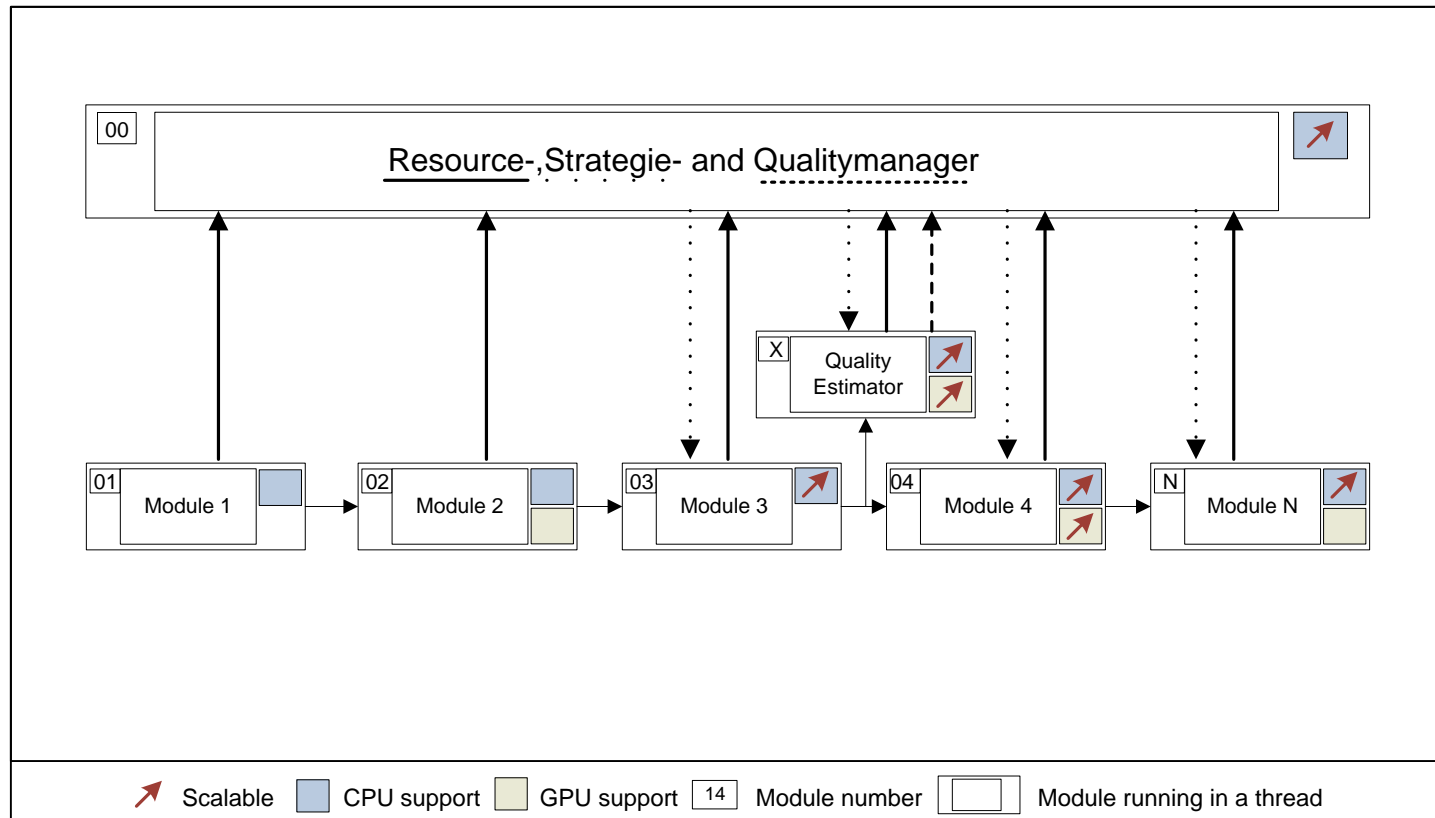 00
Resource-,Strategie- and Qualitymanager
X
Quality
Estimator
01
Module 1
02
Module 2
03
Module 3
04
Module 4
N
Module N
Scalable
CPU support
GPU support
14
Module number
Module running in a thread